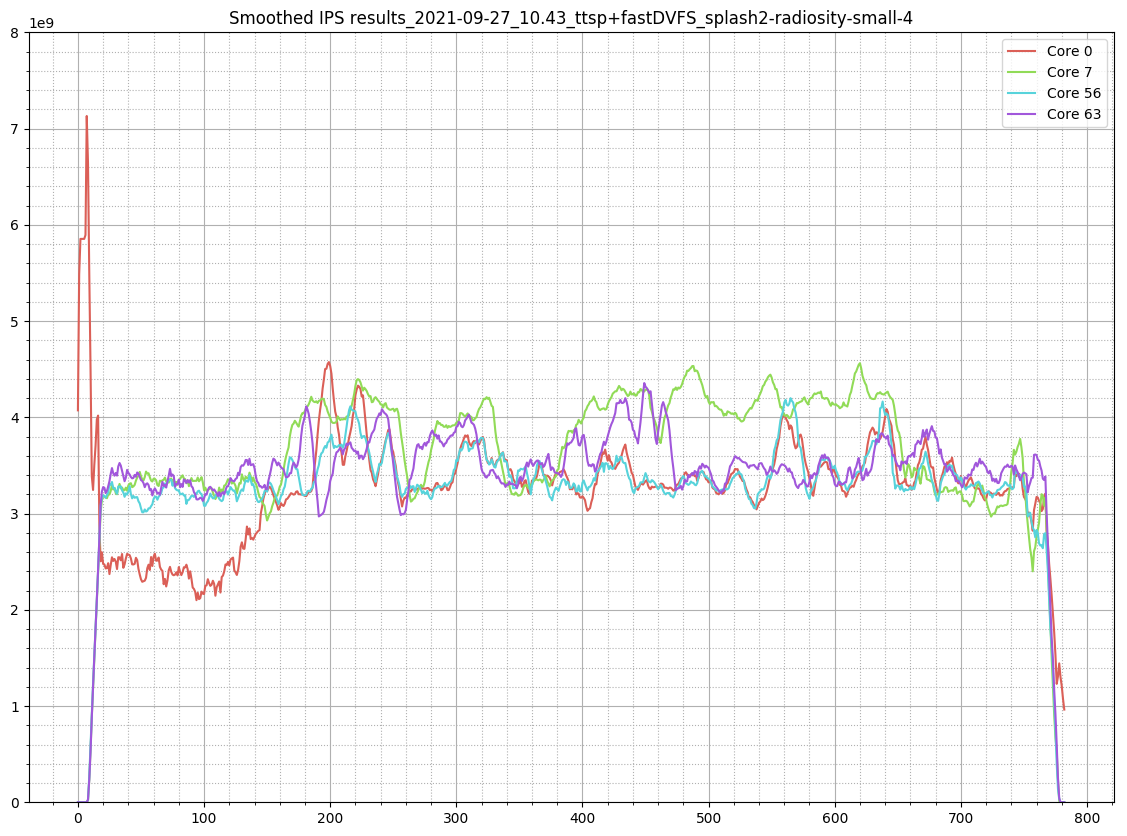 Smoothed IPS results_2021-09-27_10.43_ttsp+fastDVFS_splash2-radiosity-small-4
1e9
8
7
6
5
4
3
2
1
0
Core 0
Core 7
Core 56
Core 63
0 100 200 300 400 500 600 700 800